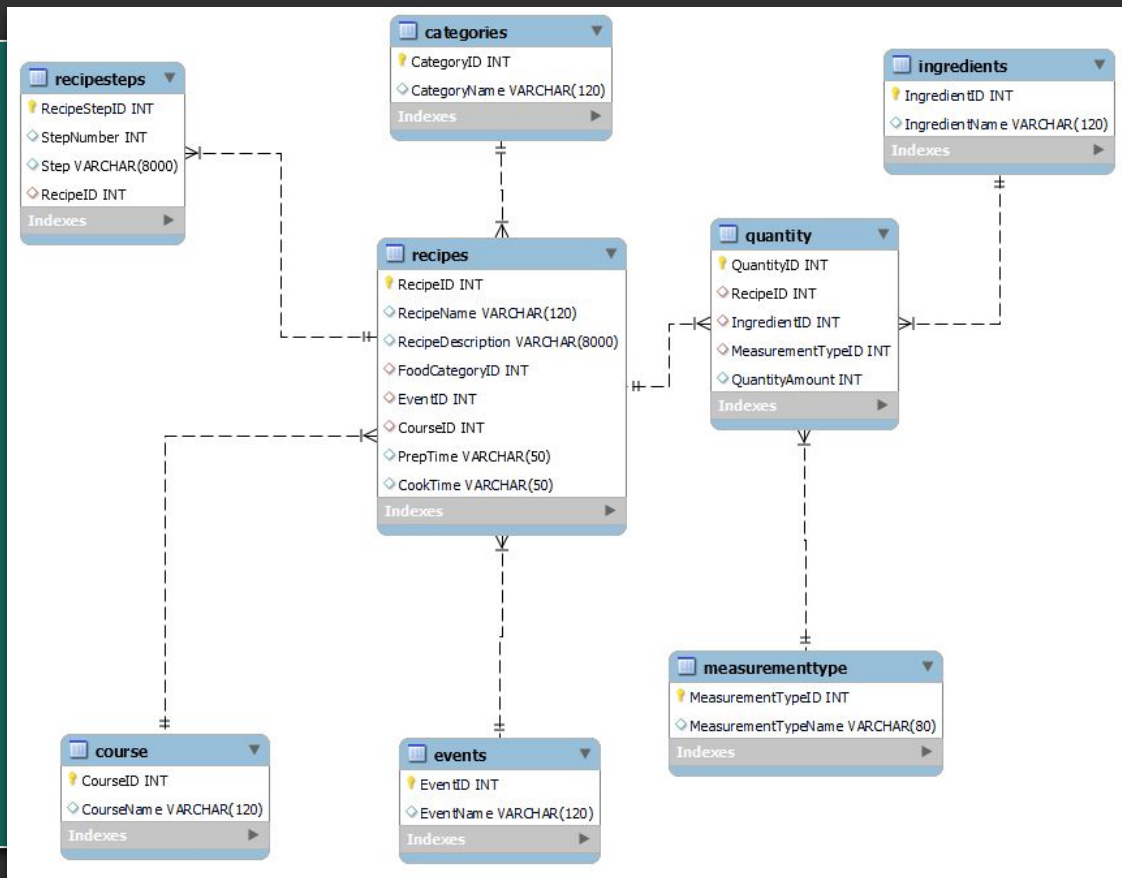 categories
CategoryID INT
CategoryName VARCHAR(120)
Indexes
recipesteps
RecipeStepID INT
StepNumber INT
Step VARCHAR(8000)
RecipeID INT
Indexes
ingredients
IngredientID INT
IngredientName VARCHAR(120)
Indexes
recipes
RecipeID INT
RecipeName VARCHAR(120)
RecipeDescription VARCHAR(8000)
FoodCategoryID INT
EventID INT
CourseID INT
PrepTime VARCHAR(50)
CookTime VARCHAR(50)
Indexes
quantity
QuantityID INT
RecipeID INT
IngredientID INT
MeasurementTypeID INT
QuantityAmount INT
Indexes
measurementtype
MeasurementTypeID INT
MeasurementTypeName VARCHAR(80)
Indexes
course
CourseID INT
CourseName VARCHAR(120)
Indexes
events
EventID INT
EventName VARCHAR(120)
Indexes